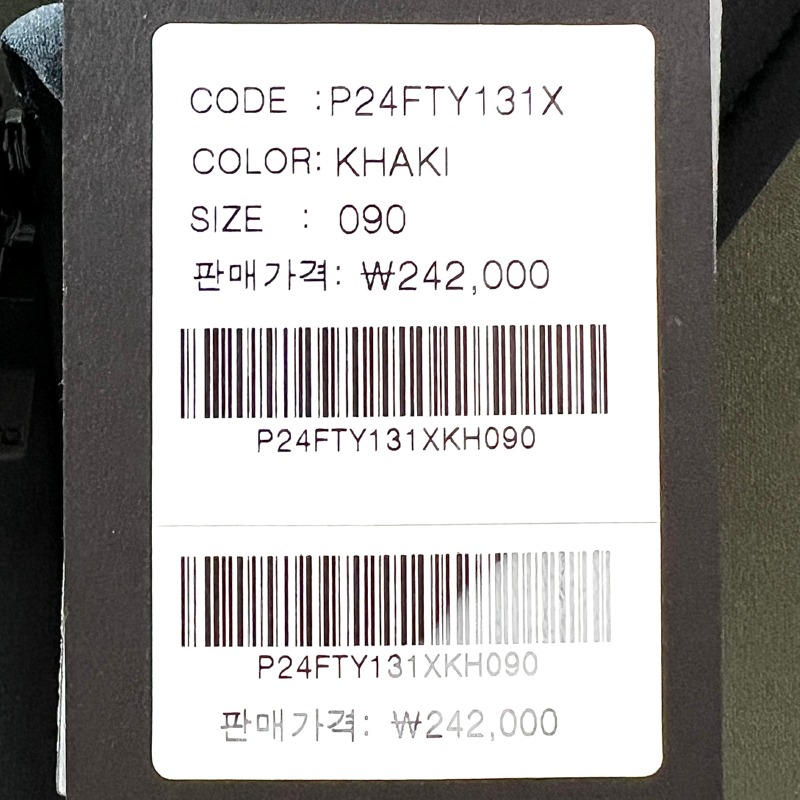 CODE :P24FTY131X
COLOR: KHAKI
SIZE : 090
판매가격: ₩242,000
P24FTY131XKH090
P24FTY131XKH090
판매가격: ₩242,000